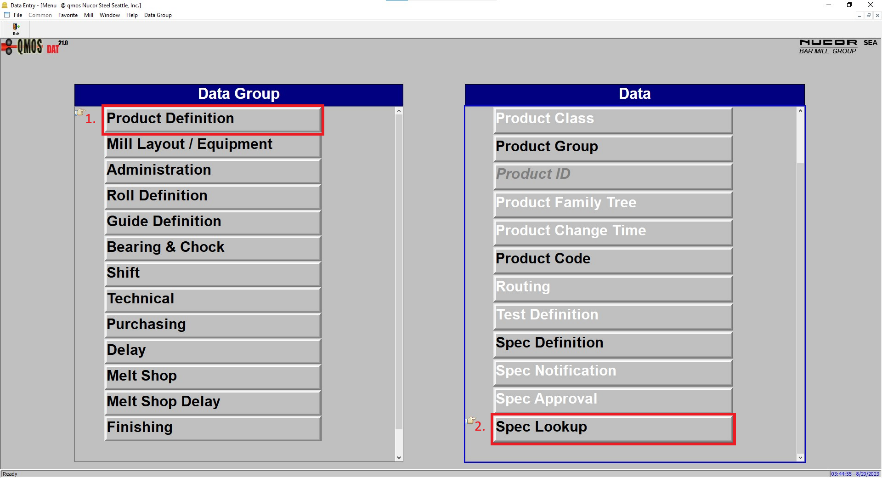 Data Entry - [Menu @ qmos Nucor Steel Seattle, Inc.]
File Common Favorite Mill Window Help Data Group
Exit
QMOS DAT 21.0
NUCOR SEA
BAR MILL GROUP
Data Group
1. Product Definition
Mill Layout / Equipment
Administration
Roll Definition
Guide Definition
Bearing & Chock
Shift
Technical
Purchasing
Delay
Melt Shop
Melt Shop Delay
Finishing
Data
Product Class
Product Group
Product ID
Product Family Tree
Product Change Time
Product Code
Routing
Test Definition
Spec Definition
Spec Notification
Spec Approval
2. Spec Lookup
Ready